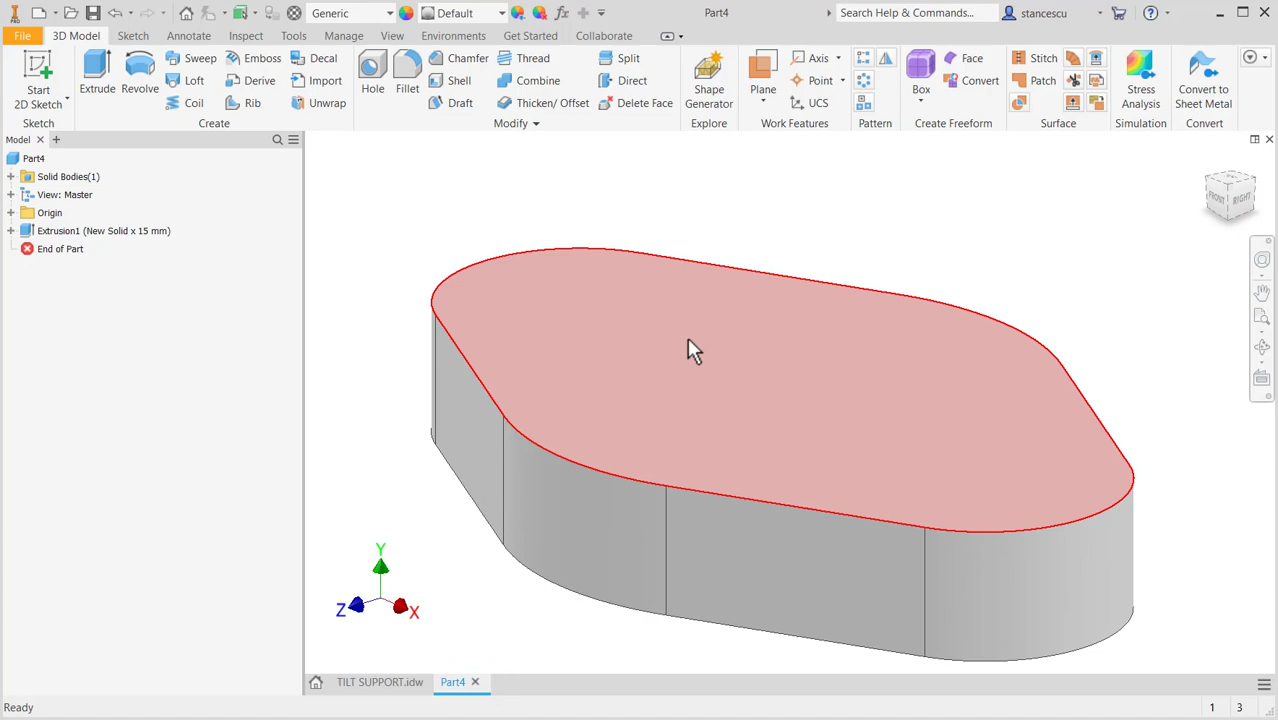 PRO
Generic
Default
fx
Part4
Search Help & Commands...
stancescu
File
3D Model
Sketch
Annotate
Inspect
Tools
Manage
View
Environments
Get Started
Collaborate
Start
2D Sketch
Sketch
Extrude
Revolve
Sweep
Loft
Coil
Emboss
Derive
Rib
Decal
Import
Unwrap
Create
Hole
Fillet
Chamfer
Shell
Draft
Thread
Combine
Thicken/ Offset
Split
Direct
Delete Face
Modify
Shape
Generator
Explore
Plane
Axis
Point
UCS
Work Features
Pattern
Box
Face
Convert
Create Freeform
Stitch
Patch
Surface
Stress
Analysis
Simulation
Convert to
Sheet Metal
Convert
Model
Part4
Solid Bodies(1)
View: Master
Origin
Extrusion1 (New Solid x 15 mm)
End of Part
FRONT
RIGHT
Y
Z
X
TILT SUPPORT.idw
Part4
Ready
1
3